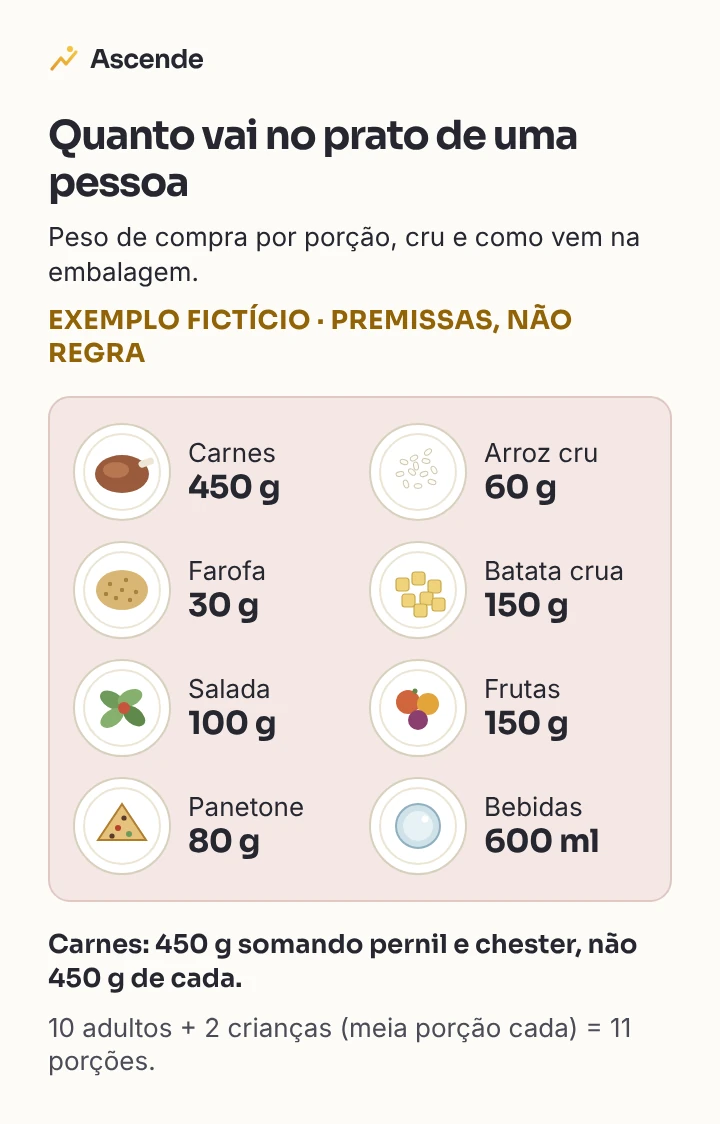 Ascende
Quanto vai no prato de uma
pessoa
Peso de compra por porção, cru e como vem na
embalagem.
EXEMPLO FICTÍCIO · PREMISSAS, NÃO
REGRA
Carnes
450 g
Arroz cru
60 g
Farofa
30 g
Batata crua
150 g
Salada
100 g
Frutas
150 g
Panetone
80 g
Bebidas
600 ml
Carnes: 450 g somando pernil e chester, não
450 g de cada.
10 adultos + 2 crianças (meia porção cada) = 11
porções.